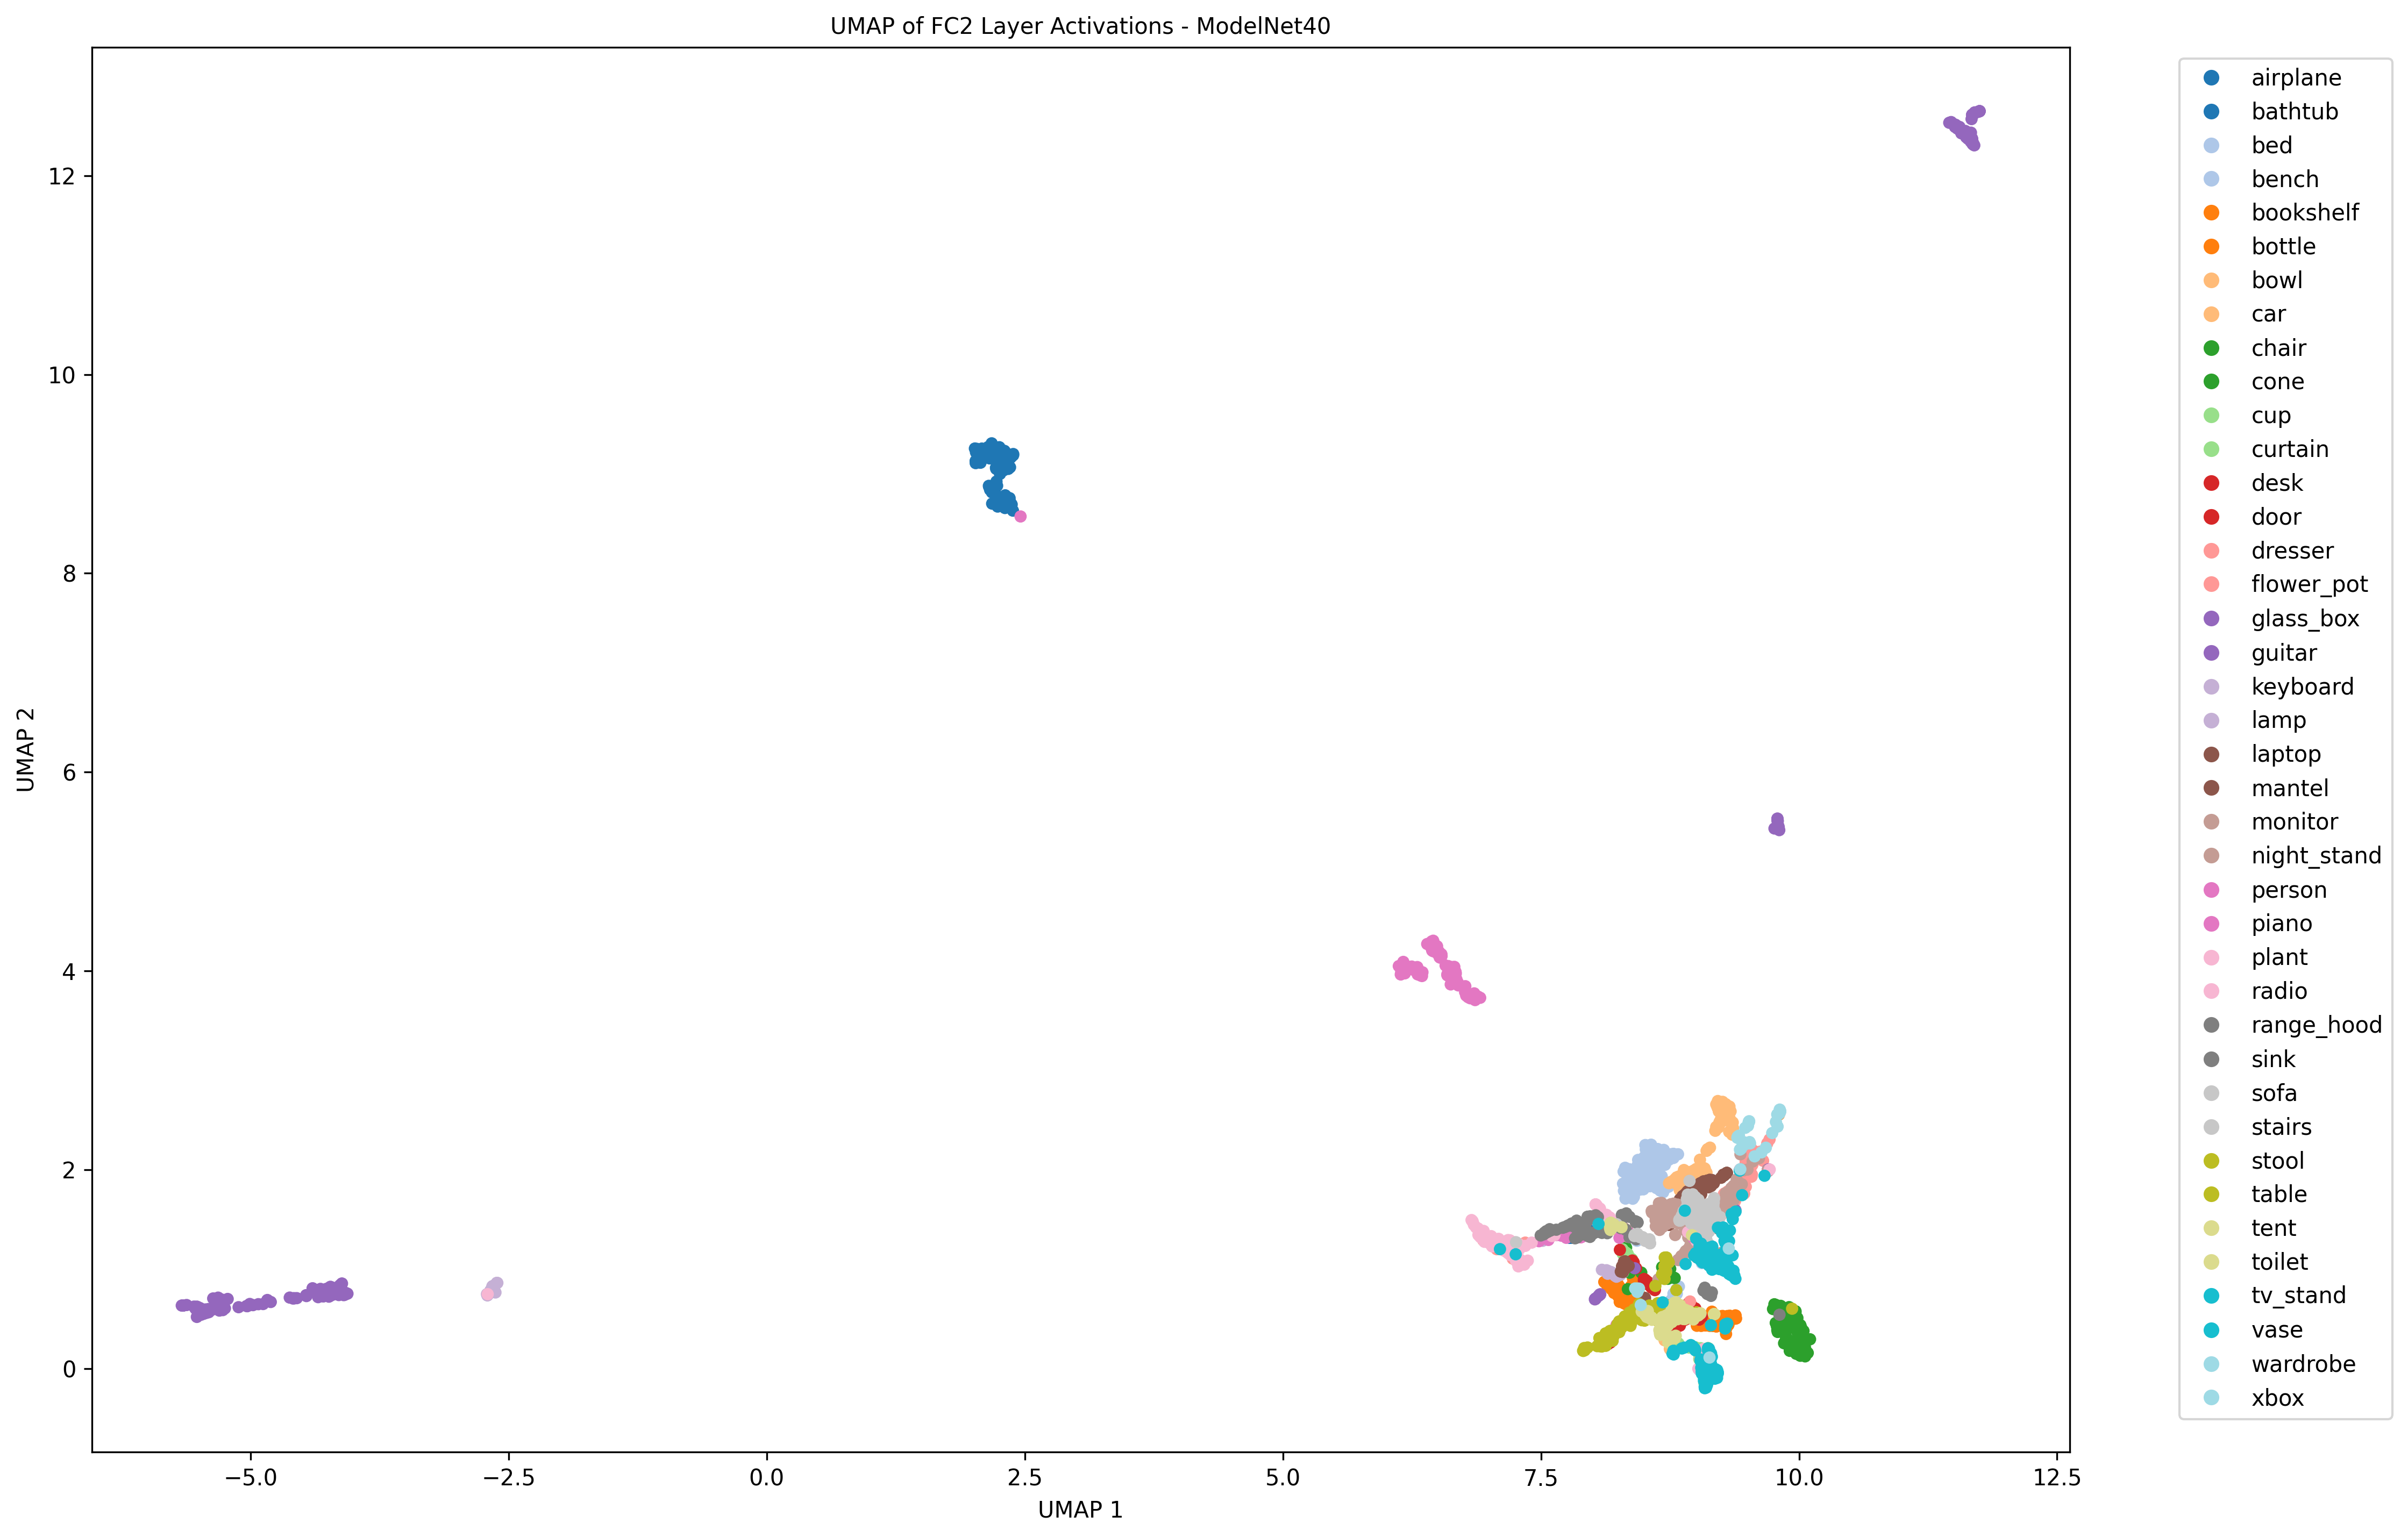 UMAP of FC2 Layer Activations - ModelNet40
UMAP 2
12
10
8
6
4
2
0
−5.0
−2.5
0.0
2.5
5.0
7.5
10.0
12.5
UMAP 1
airplane
bathtub
bed
bench
bookshelf
bottle
bowl
car
chair
cone
cup
curtain
desk
door
dresser
flower_pot
glass_box
guitar
keyboard
lamp
laptop
mantel
monitor
night_stand
person
piano
plant
radio
range_hood
sink
sofa
stairs
stool
table
tent
toilet
tv_stand
vase
wardrobe
xbox